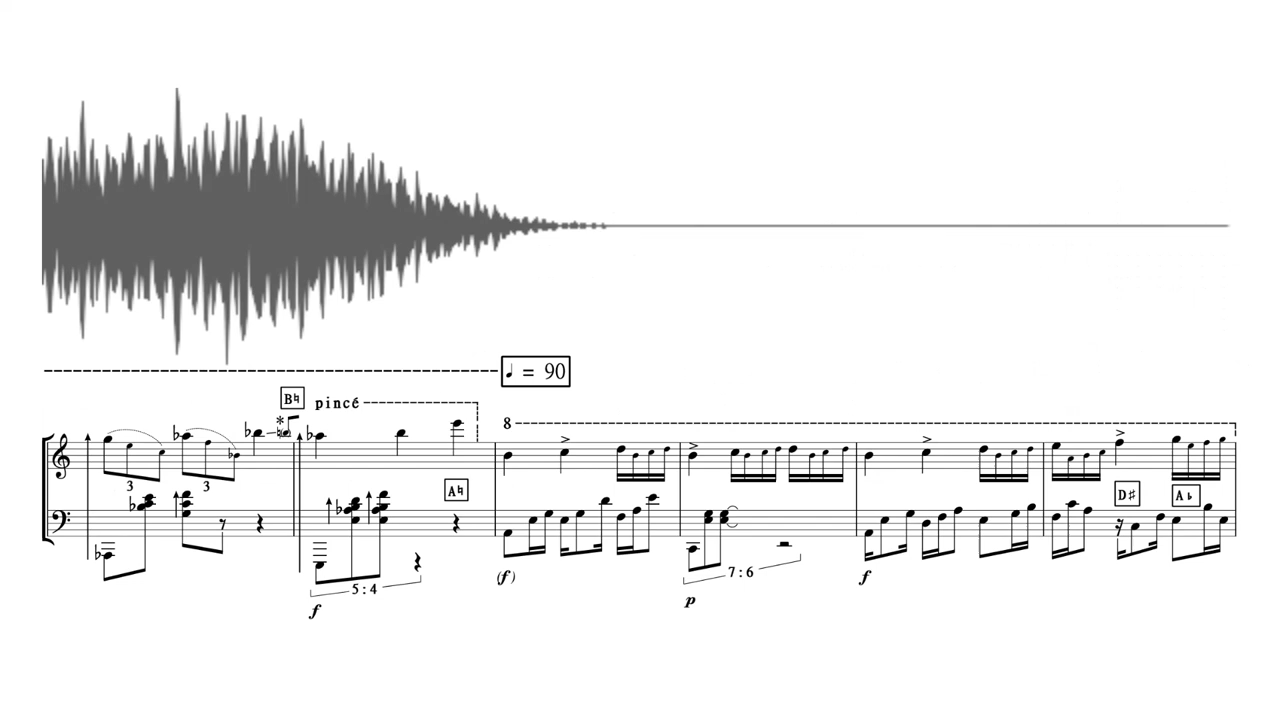 ♩ = 90
B♮
pincé
*
8
3
3
A♮
D♯
A♭
5:4
7:6
(f)
f
p
f